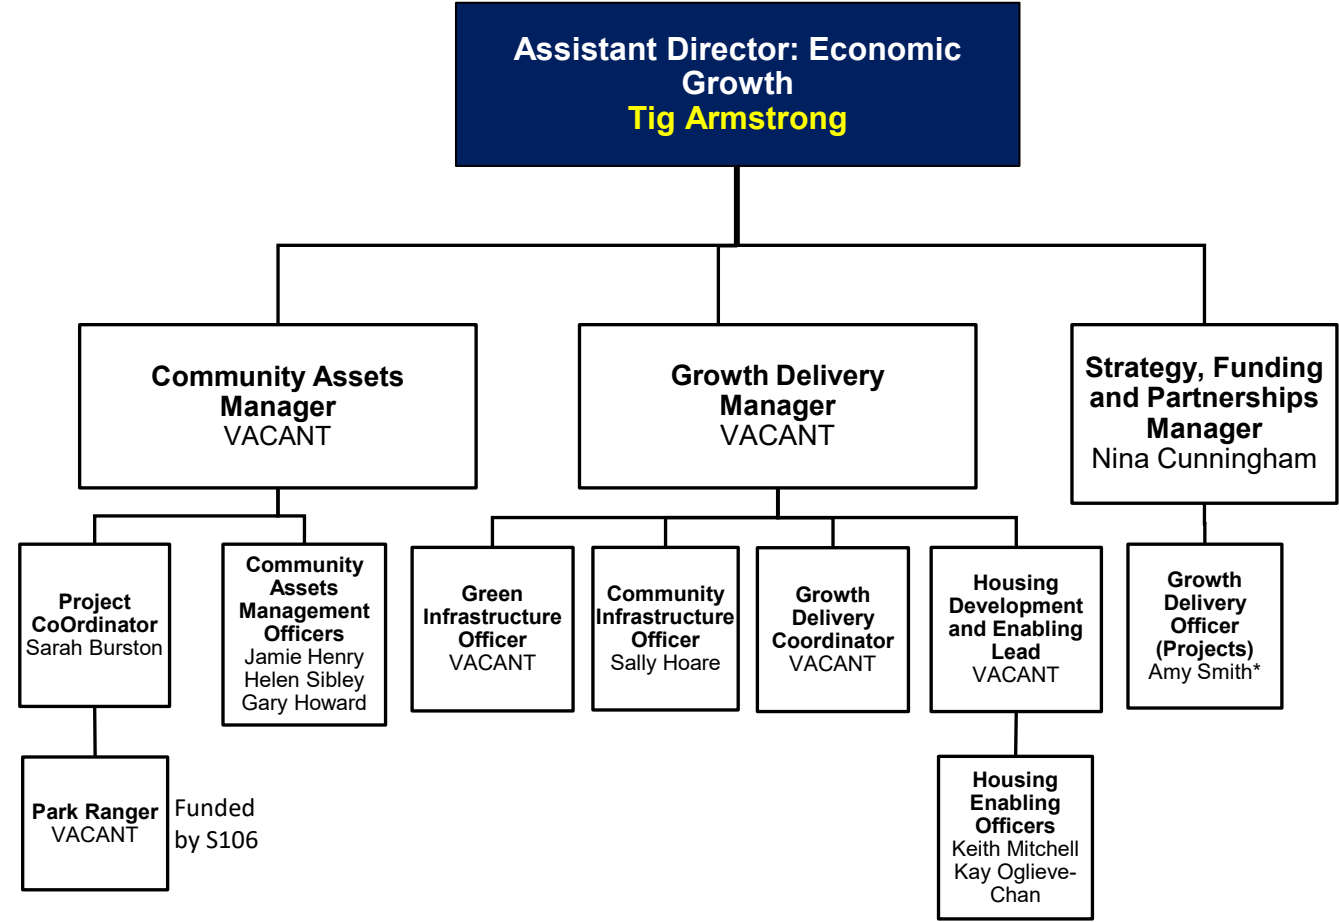 Assistant Director: Economic
Growth
Tig Armstrong
Community Assets
Manager
VACANT
Growth Delivery
Manager
VACANT
Strategy, Funding
and Partnerships
Manager
Nina Cunningham
Project
CoOrdinator
Sarah Burston
Community
Assets
Management
Officers
Jamie Henry
Helen Sibley
Gary Howard
Green
Infrastructure
Officer
VACANT
Community
Infrastructure
Officer
Sally Hoare
Growth
Delivery
Coordinator
VACANT
Housing
Development
and Enabling
Lead
VACANT
Growth
Delivery
Officer
(Projects)
Amy Smith*
Park Ranger
VACANT
Funded
by S106
Housing
Enabling
Officers
Keith Mitchell
Kay Oglieve-
Chan